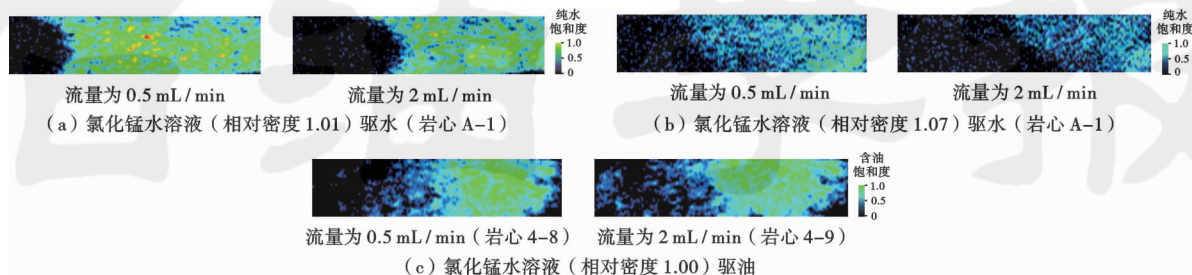 纯水
饱和度
1.0
0.5
0
流量为 0.5 mL / min
流量为 2 mL / min
(a)氯化锰水溶液(相对密度 1.01)驱水(岩心 A-1)
纯水
饱和度
1.0
0.5
0
流量为 0.5 mL / min
流量为 2 mL / min
(b)氯化锰水溶液(相对密度 1.07)驱水(岩心 A-1)
含油
饱和度
1.0
0.5
0
流量为 0.5 mL / min(岩心 4-8)
流量为 2 mL / min(岩心 4-9)
(c)氯化锰水溶液(相对密度 1.00)驱油